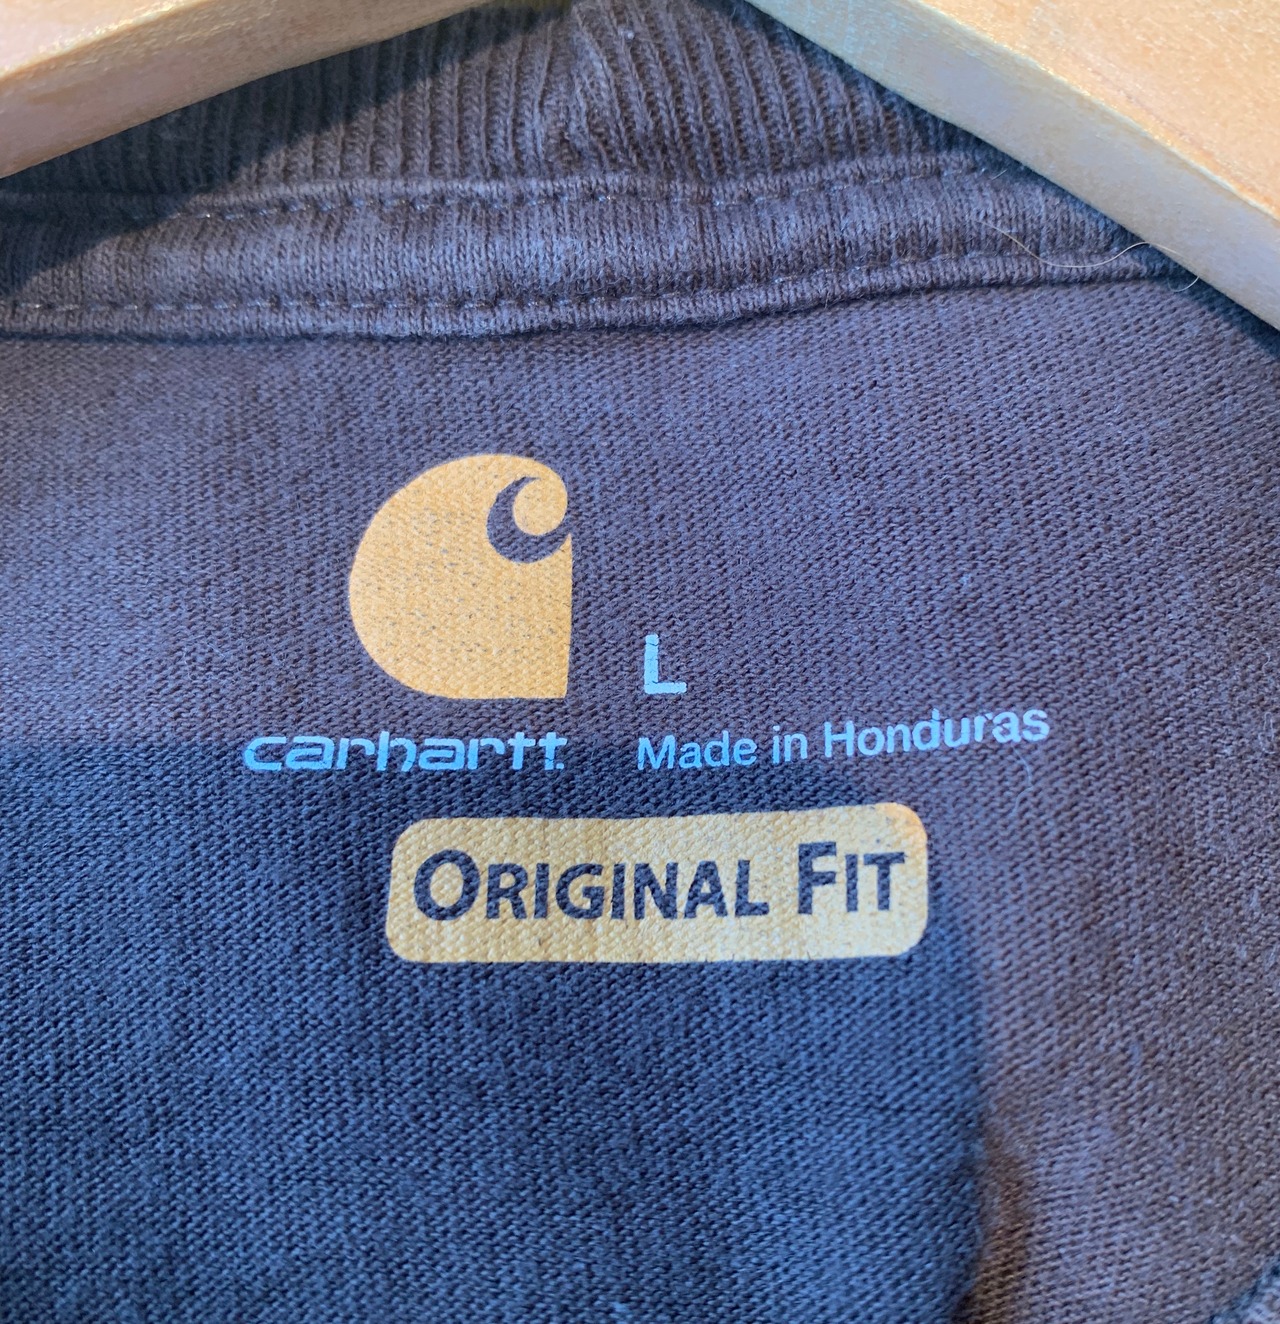 L
carhartt. Made in Honduras
ORIGINAL FIT